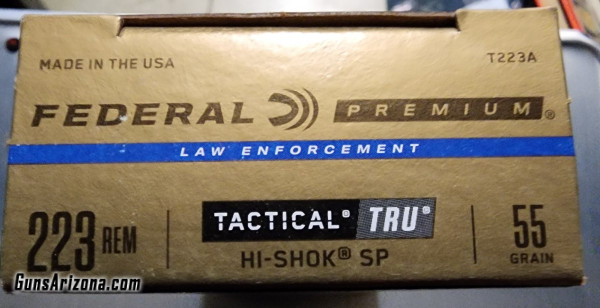 MADE IN THE USA T223A
FEDERAL PREMIUM®
LAW ENFORCEMENT
TACTICAL® TRU®
223 REM HI-SHOK® SP 55 GRAIN
GunsArizona.com